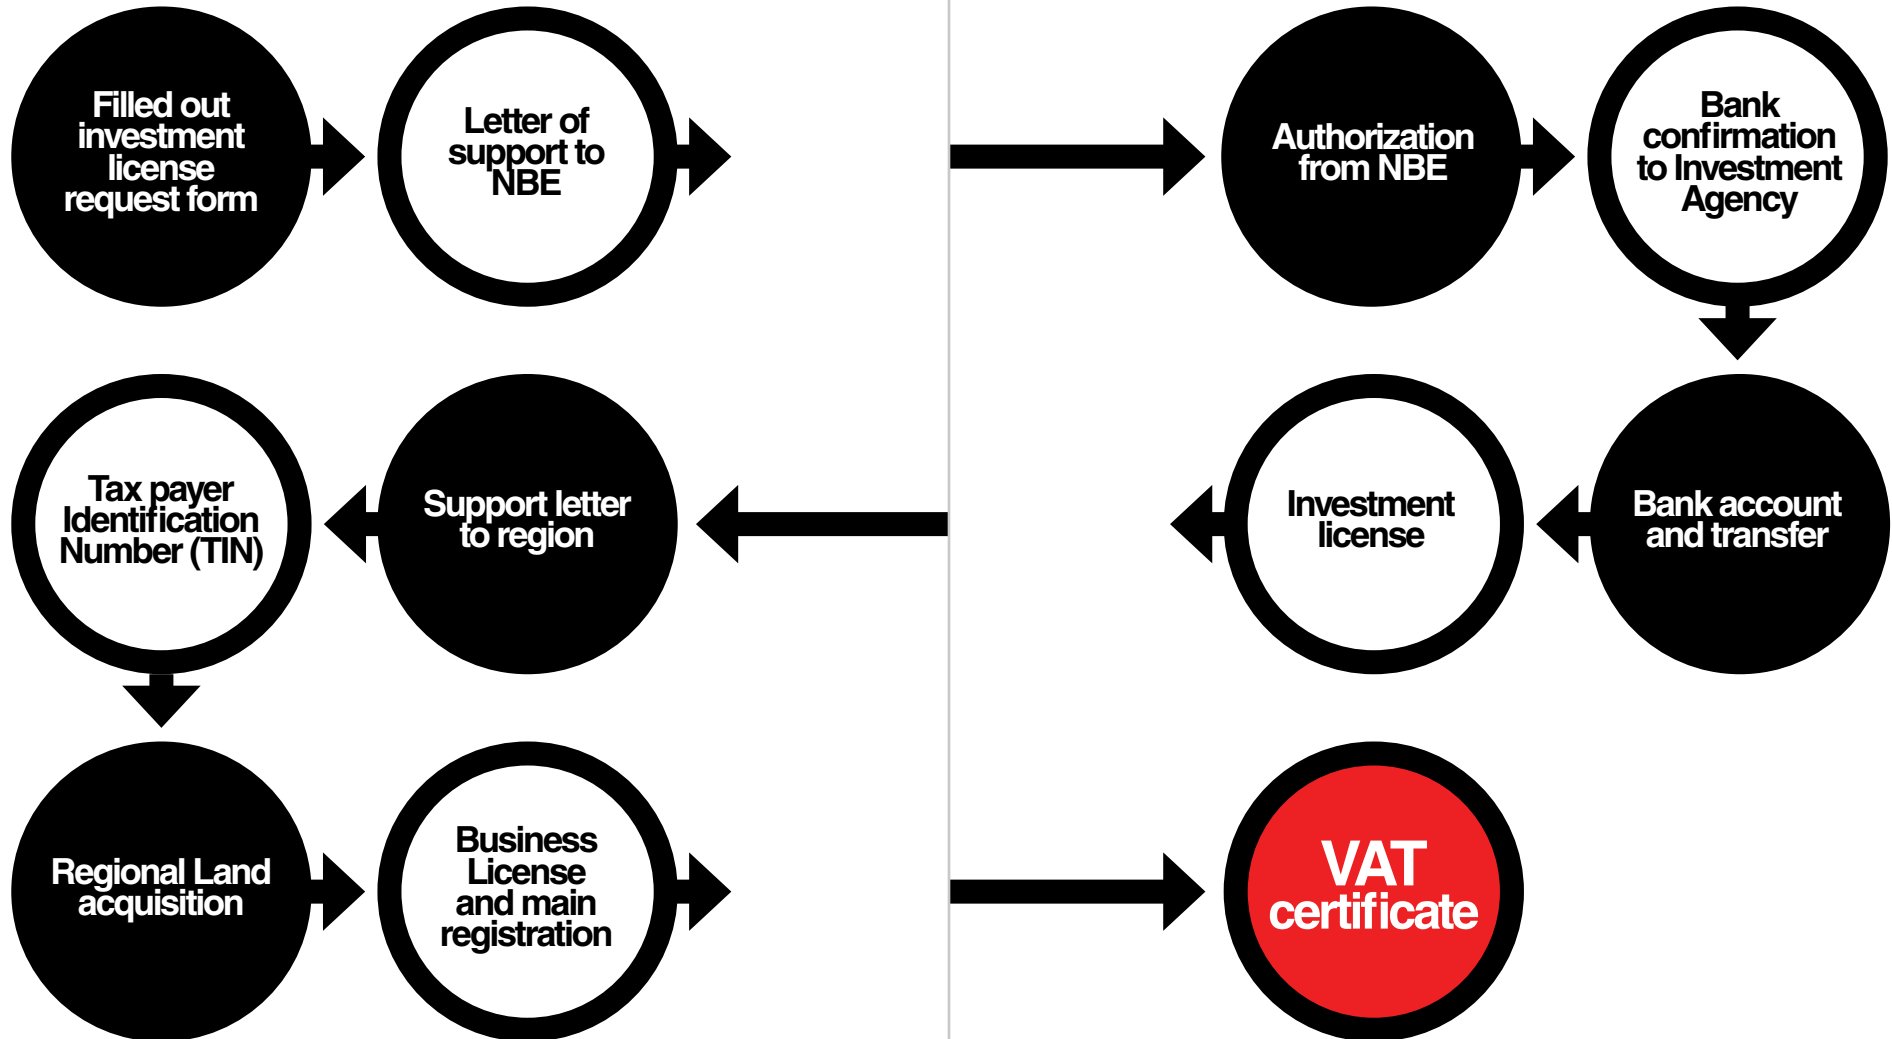 Filled out
investment
license
request form
Letter of
support to
NBE
Authorization
from NBE
Bank
confirmation
to Investment
Agency
Bank account
and transfer
Investment
license
Support letter
to region
Tax payer
Identification
Number (TIN)
Regional Land
acquisition
Business
License
and main
registration
VAT
certificate